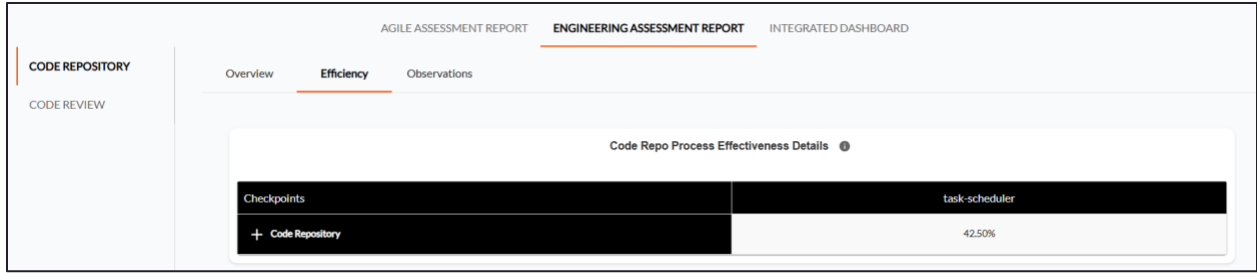 AGILE ASSESSMENT REPORT ENGINEERING ASSESSMENT REPORT INTEGRATED DASHBOARD
CODE REPOSITORY
CODE REVIEW
Overview Efficiency Observations
Code Repo Process Effectiveness Details
Checkpoints task-scheduler
+ Code Repository 42.50%